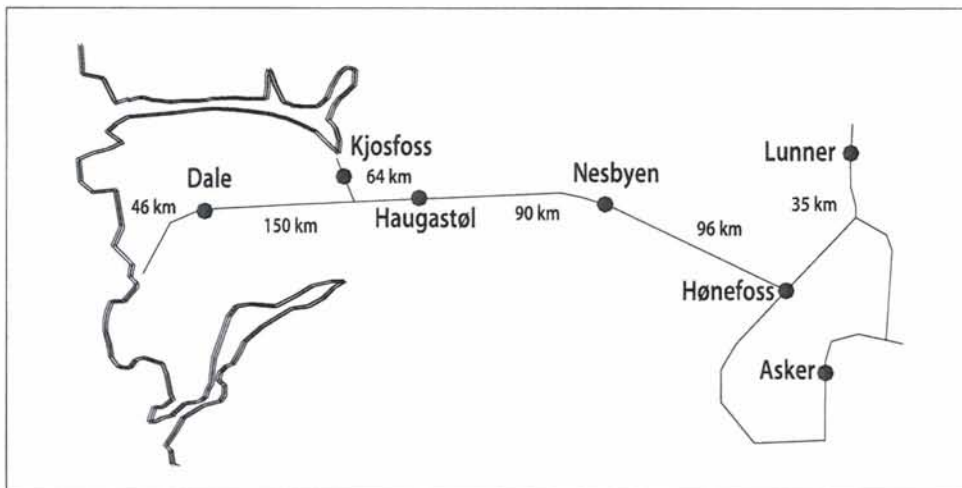 Kjosfoss
Lunner
Dale
64 km
Nesbyen
46 km
Haugastøl
35 km
150 km
90 km
96 km
Hønefoss
Asker